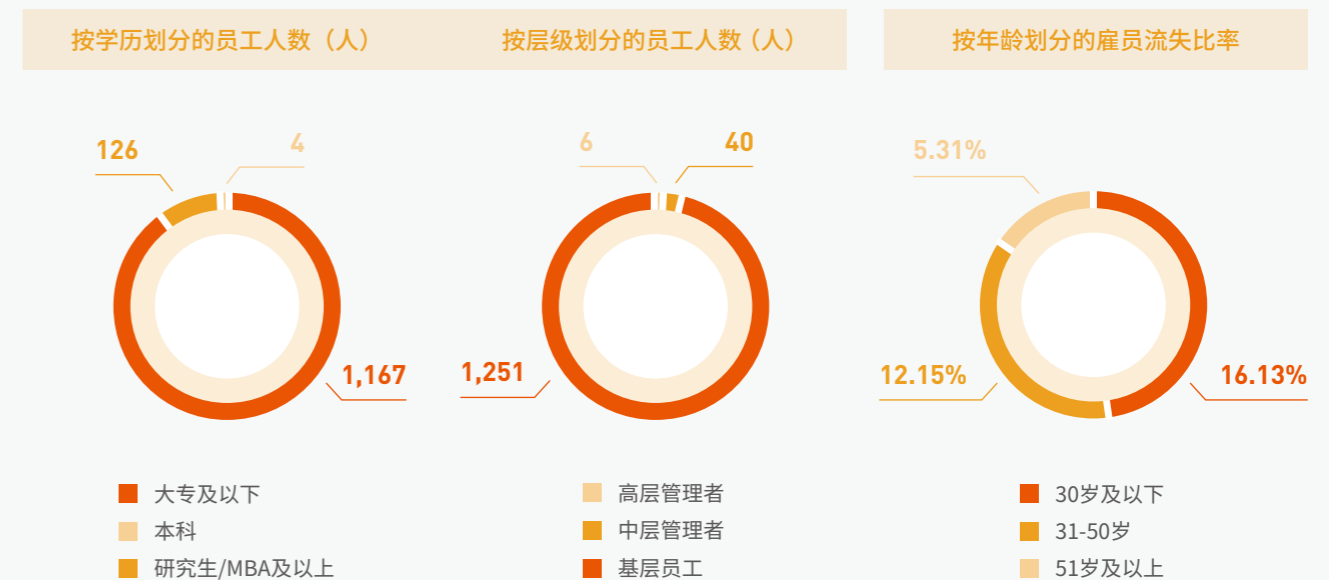 按学历划分的员工人数（人）
126
4
1,167
大专及以下
本科
研究生/MBA及以上
按层级划分的员工人数（人）
6
40
1,251
高层管理者
中层管理者
基层员工
按年龄划分的雇员流失比率
5.31%
12.15%
16.13%
30岁及以下
31-50岁
51岁及以上